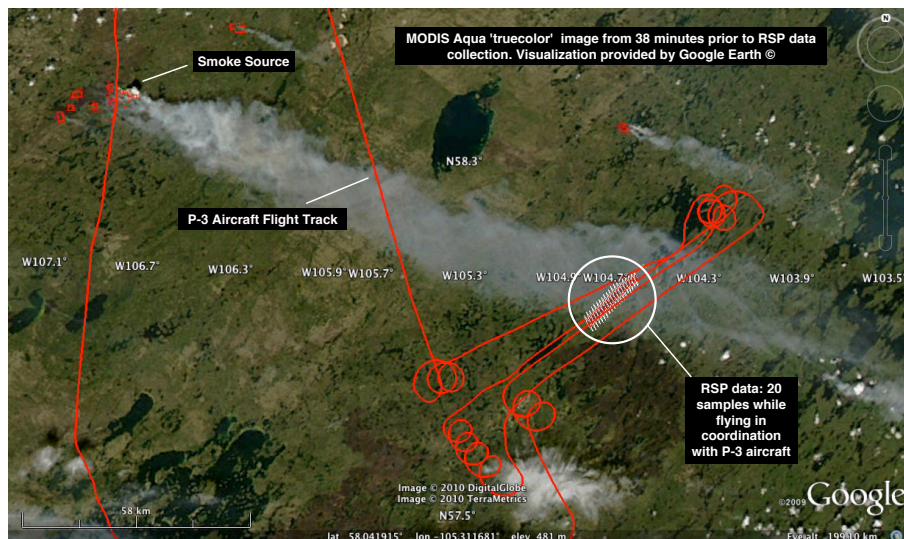 MODIS Aqua 'truecolor' image from 38 minutes prior to RSP data
collection. Visualization provided by Google Earth ©
N
Smoke Source
N58.3°
P-3 Aircraft Flight Track
W107.1° W106.7° W106.3° W105.9° W105.7° W105.3° W104.9° W104.7° W104.3° W103.9° W103.5°
RSP data: 20
samples while
flying in
coordination
with P-3 aircraft
Image © 2010 DigitalGlobe
Image © 2010 TerraMetrics
©2009 Google
58 km
N57.5°
lat 58.041915° lon -105.311681° elev 481 m
Eye alt 199.10 km